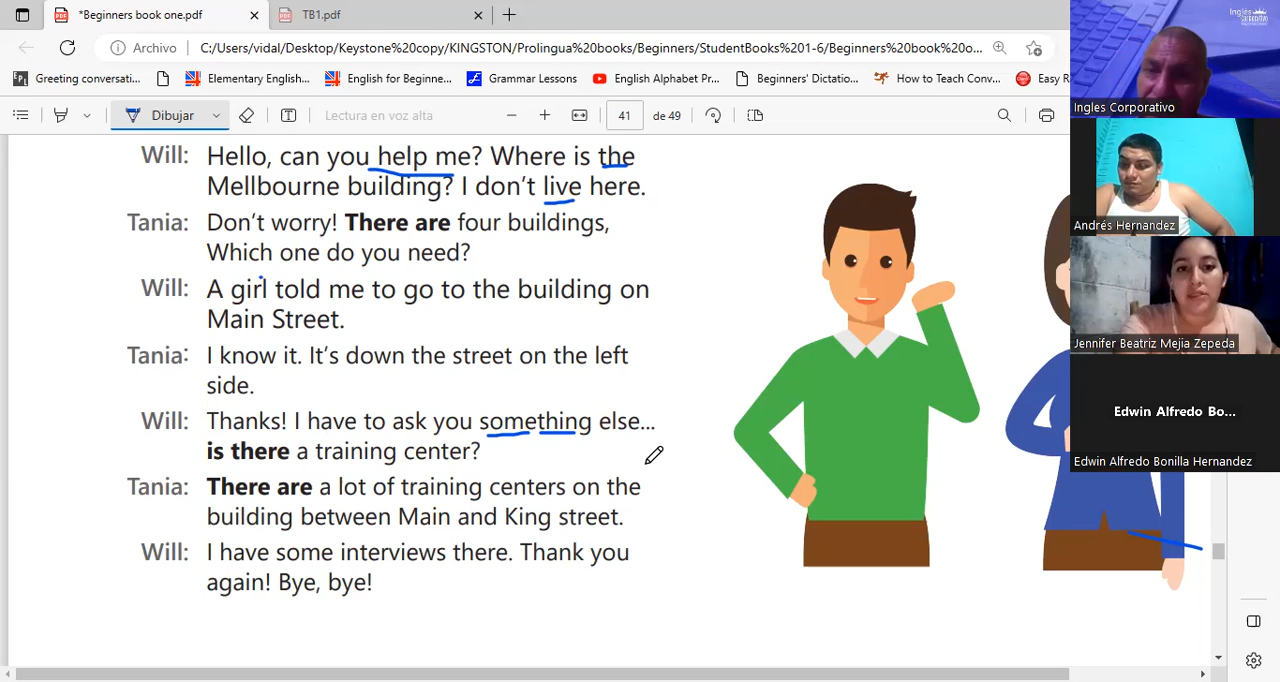 *Beginners book one.pdf
TB1.pdf
Archivo
C:/Users/vidal/Desktop/Keystone%20copy/KINGSTON/Prolingua%20books/Beginners/StudentBooks%201-6/Beginners%20book%20o...
Greeting conversati...
Elementary English...
English for Beginne...
Grammar Lessons
English Alphabet Pr...
Beginners' Dictatio...
How to Teach Conv...
Easy R
Dibujar
Lectura en voz alta
41
de 49
Will: Hello, can you help me? Where is the
Mellbourne building? I don't live here.
Tania: Don't worry! There are four buildings,
Which one do you need?
Will: A girl told me to go to the building on
Main Street.
Tania: I know it. It's down the street on the left
side.
Will: Thanks! I have to ask you something else...
is there a training center?
Tania: There are a lot of training centers on the
building between Main and King street.
Will: I have some interviews there. Thank you
again! Bye, bye!
Ingles Corporativo
Andrés Hernandez
Jennifer Beatriz Mejia Zepeda
Edwin Alfredo Bo...
Edwin Alfredo Bonilla Hernandez